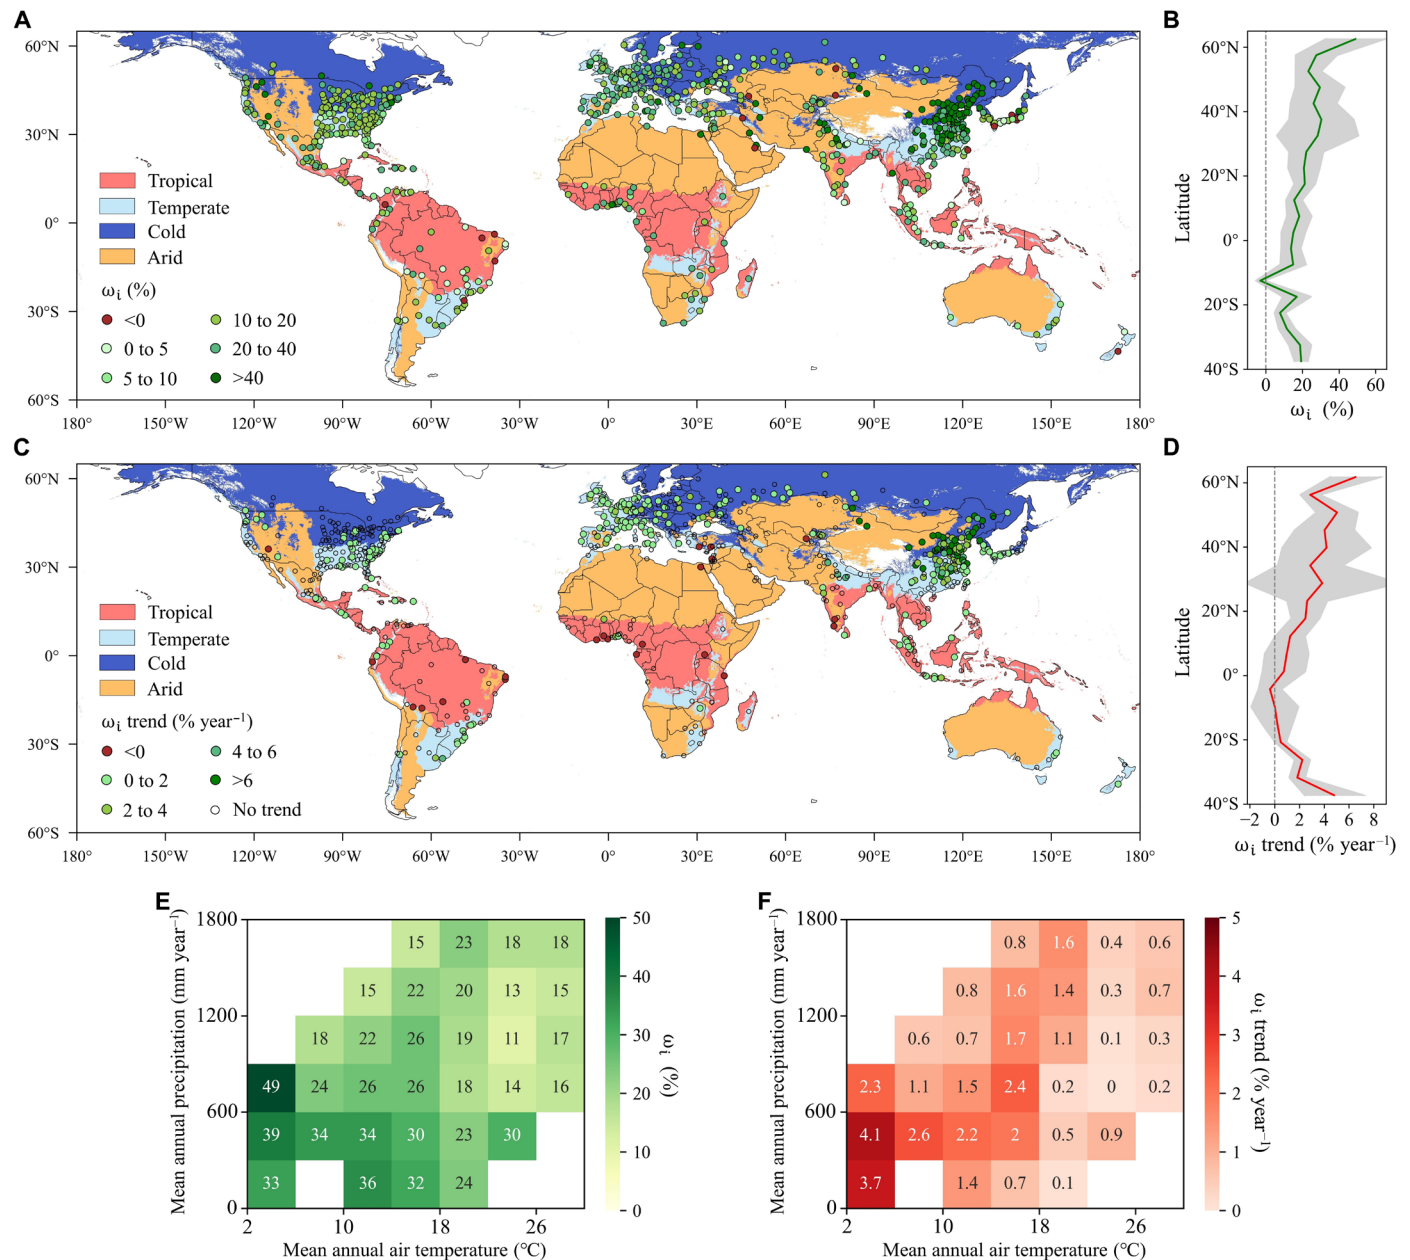 A
60°N
30°N
0°
30°S
60°S
180°
150°W
120°W
90°W
60°W
30°W
0°
30°E
60°E
90°E
120°E
150°E
180°
Tropical
Temperate
Cold
Arid
ωi (%)
<0
0 to 5
5 to 10
10 to 20
20 to 40
>40
B
60°N
40°N
20°N
0°
20°S
40°S
Latitude
0
20
40
60
ωi (%)
C
60°N
30°N
0°
30°S
60°S
180°
150°W
120°W
90°W
60°W
30°W
0°
30°E
60°E
90°E
120°E
150°E
180°
Tropical
Temperate
Cold
Arid
ωi trend (% year⁻¹)
<0
0 to 2
2 to 4
4 to 6
>6
No trend
D
60°N
40°N
20°N
0°
20°S
40°S
Latitude
−2
0
2
4
6
8
ωi trend (% year⁻¹)
E
Mean annual precipitation (mm year⁻¹)
1800
1200
600
0
15 23 18 18
15 22 20 13 15
18 22 26 19 11 17
49 24 26 26 18 14 16
39 34 34 30 23 30
33 36 32 24
2 10 18 26
Mean annual air temperature (℃)
50
40
30
20
10
0
ωi (%)
F
Mean annual precipitation (mm year⁻¹)
1800
1200
600
0
0.8 1.6 0.4 0.6
0.8 1.6 1.4 0.3 0.7
0.6 0.7 1.7 1.1 0.1 0.3
2.3 1.1 1.5 2.4 0.2 0 0.2
4.1 2.6 2.2 2 0.5 0.9
3.7 1.4 0.7 0.1
2 10 18 26
Mean annual air temperature (℃)
5
4
3
2
1
0
ωi trend (% year⁻¹)